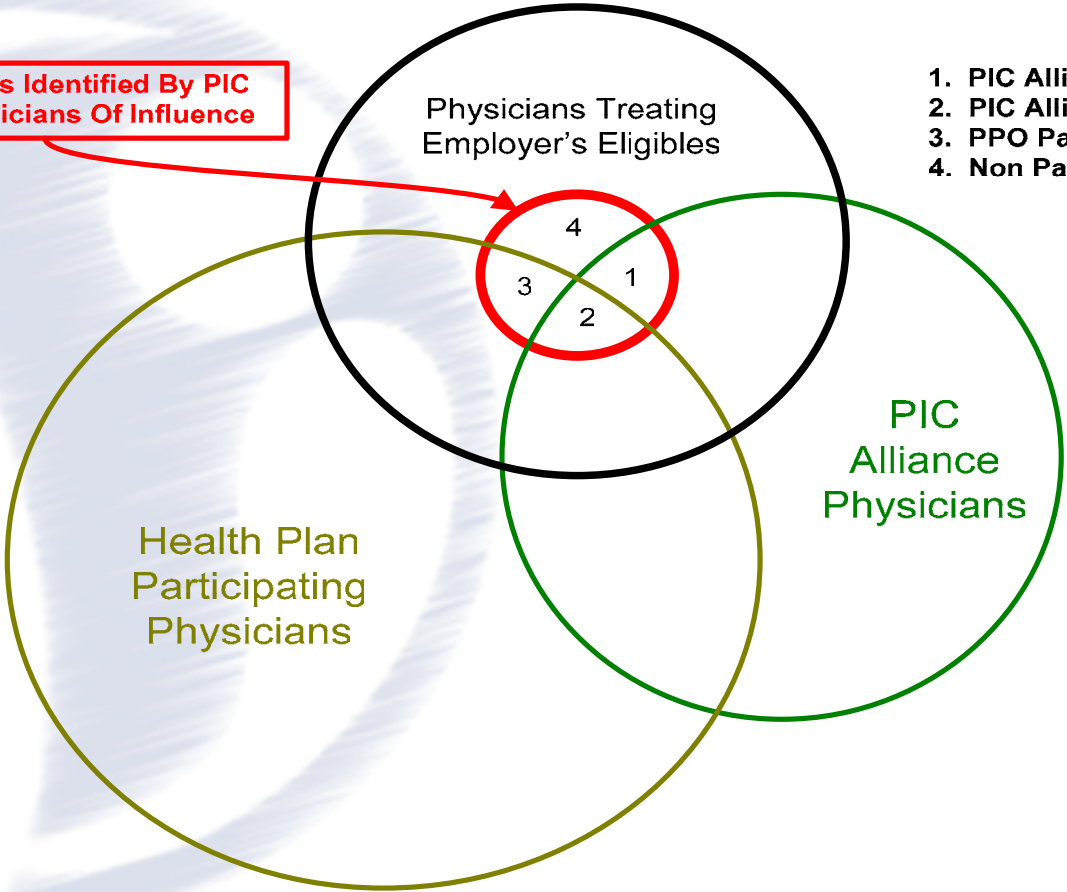 s Identified By PIC
icians Of Influence
Physicians Treating
Employer's Eligibles
1. PIC Alli
2. PIC Alli
3. PPO Pa
4. Non Pa
4
3
1
2
PIC
Alliance
Physicians
Health Plan
Participating
Physicians